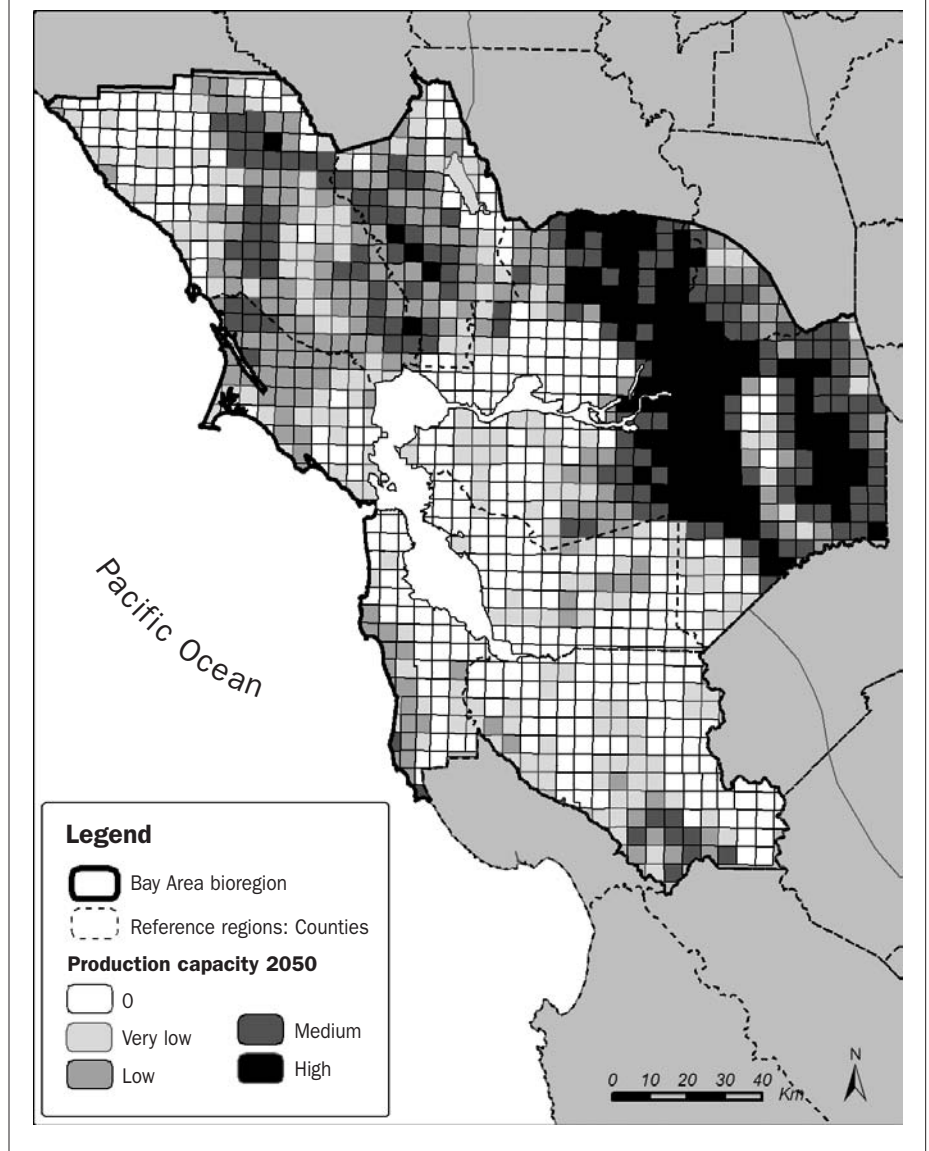 Pacific Ocean
Legend
Bay Area bioregion
Reference regions: Counties
Production capacity 2050
0
Very low
Low
Medium
High
0 10 20 30 40
Km
N